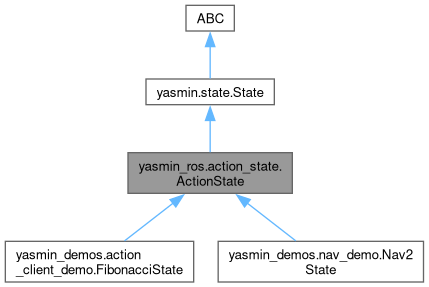 ABC
yasmin.state.State
yasmin_ros.action_state.
ActionState
yasmin_demos.action
_client_demo.FibonacciState
yasmin_demos.nav_demo.Nav2
State